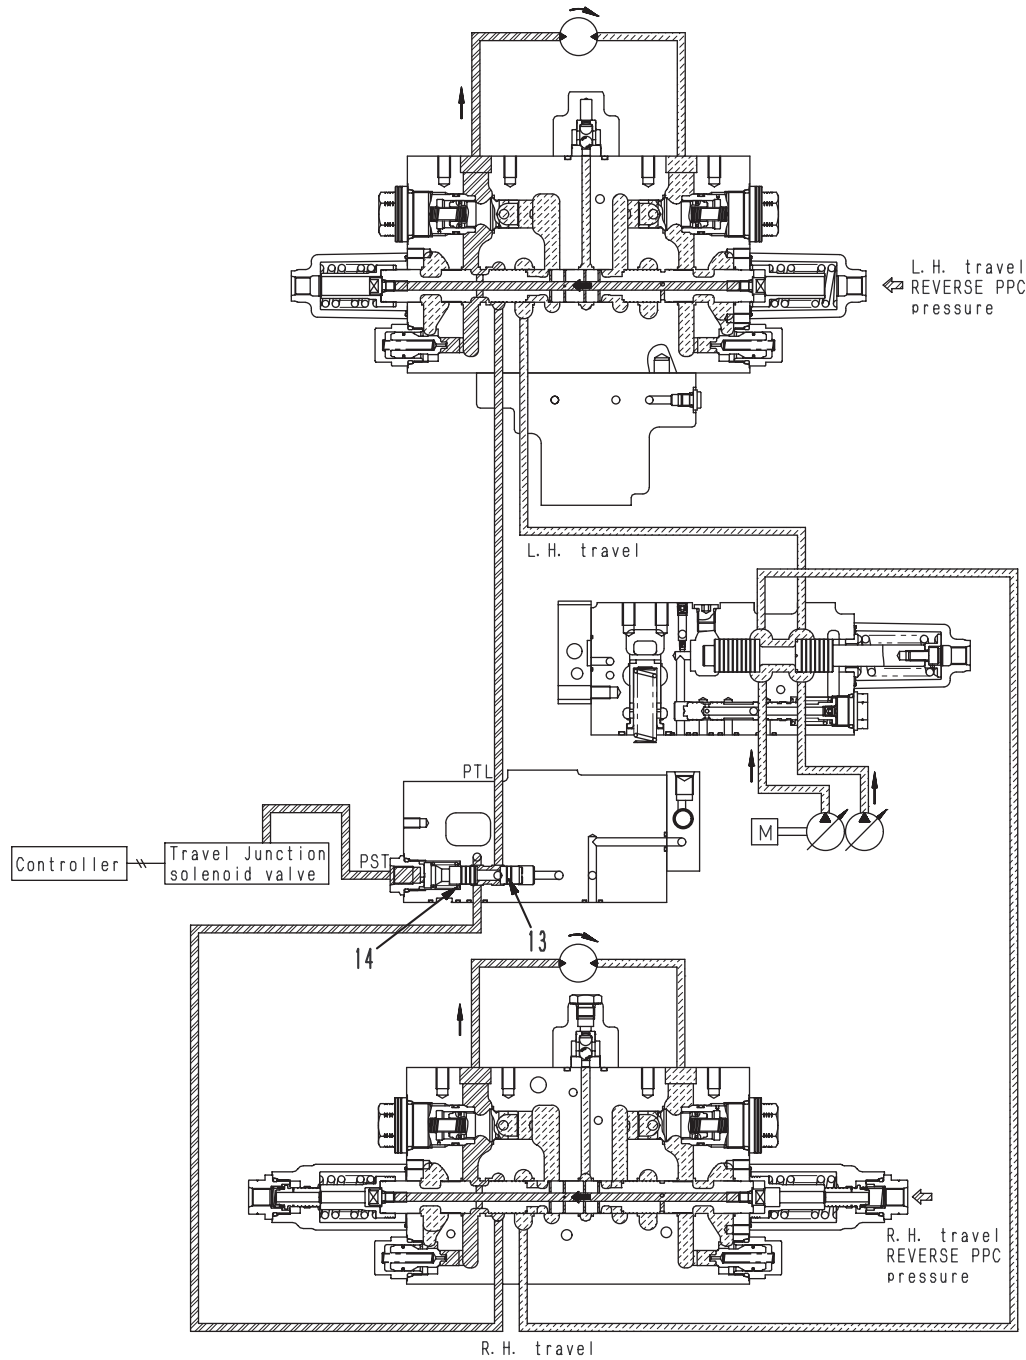 L.H. travel
REVERSE PPC
pressure
L.H. travel
PTL
M
Controller
Travel Junction
solenoid valve
PST
14
13
R.H. travel
REVERSE PPC
pressure
R.H. travel